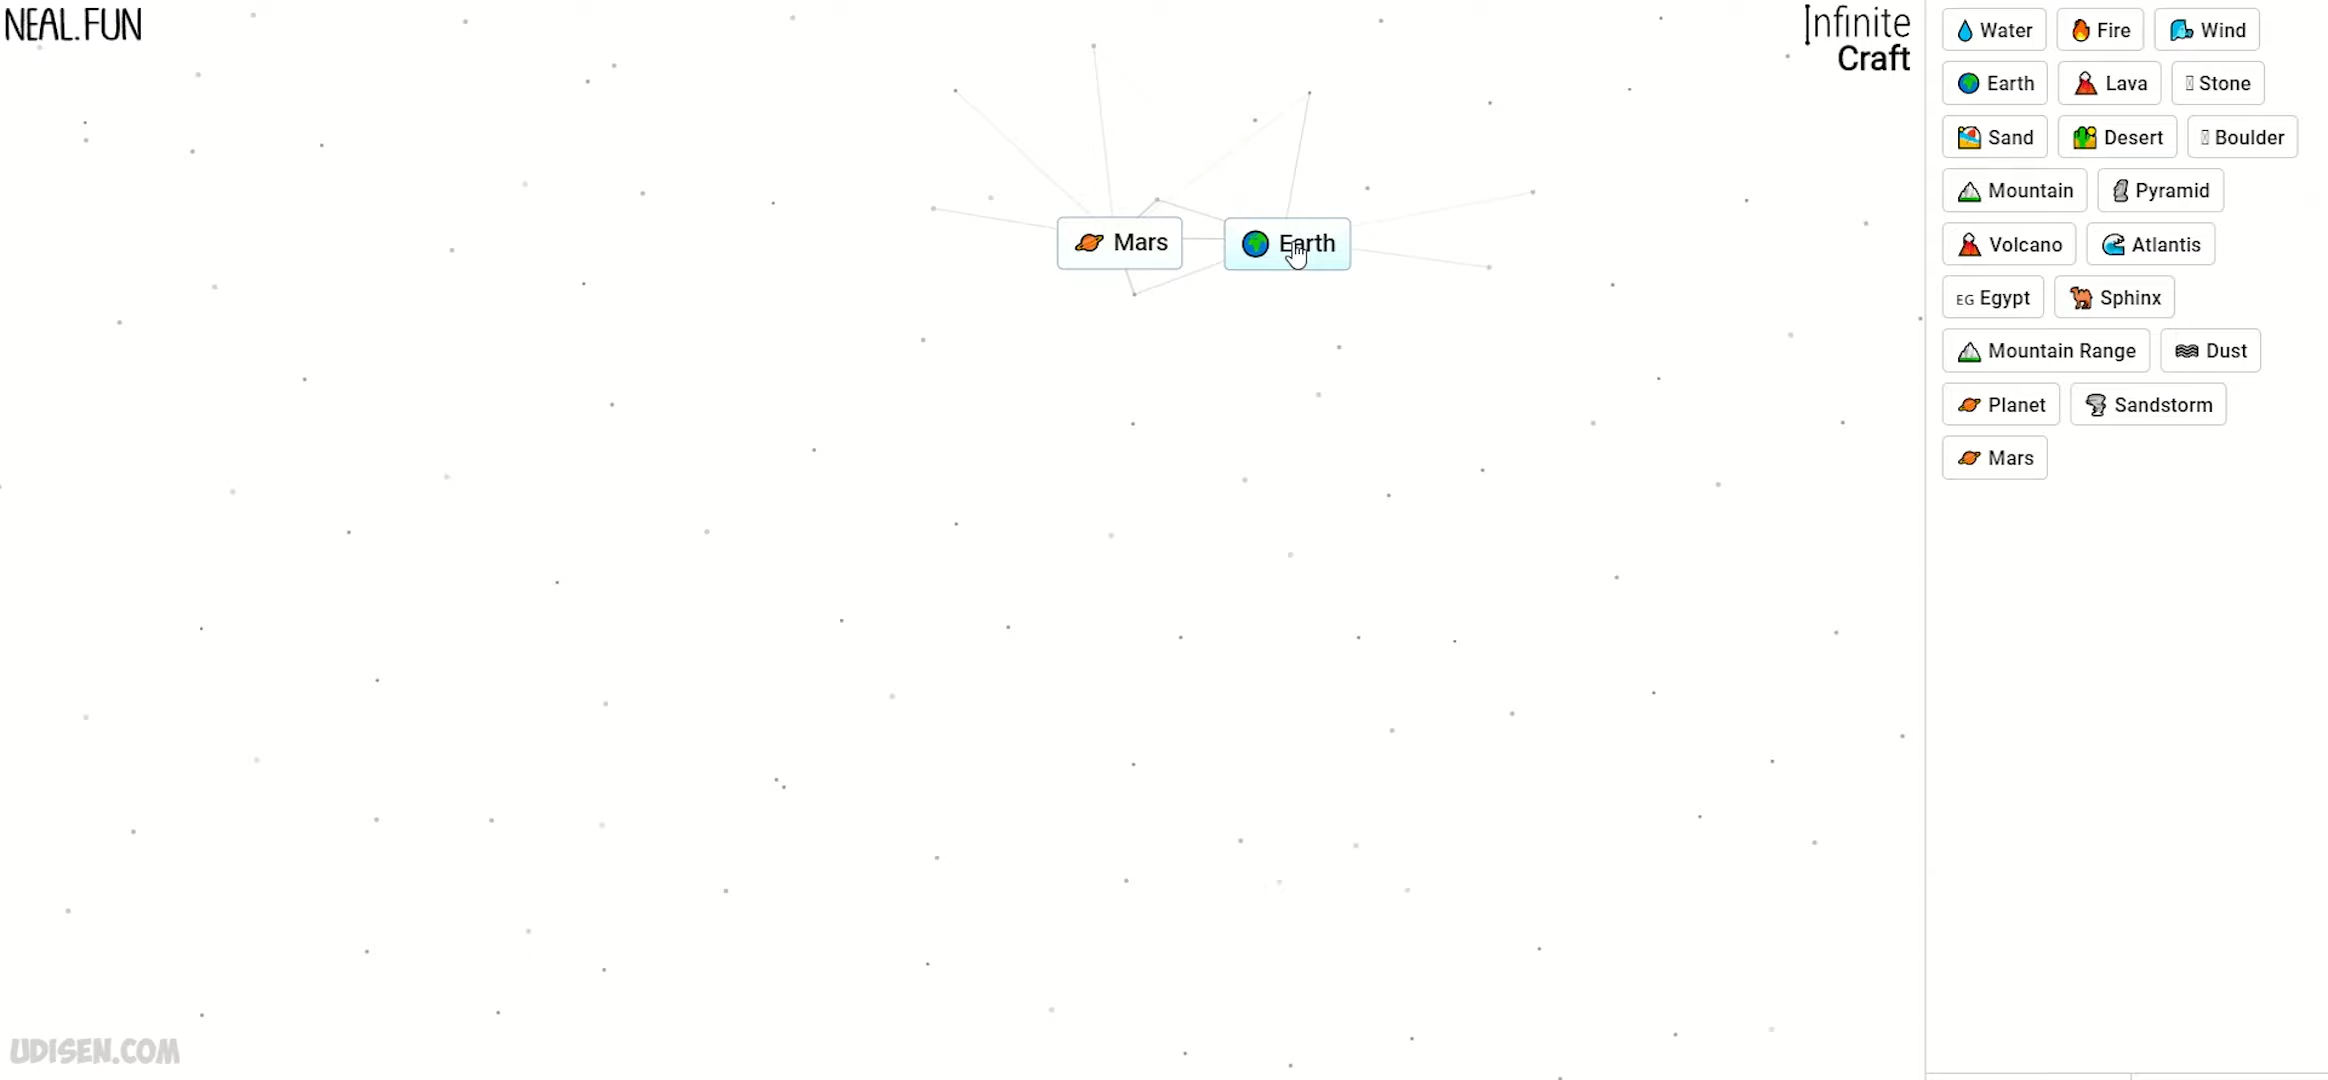 NEAL.FUN
Infinite
Craft
Mars
Earth
Water Fire Wind
Earth Lava Stone
Sand Desert Boulder
Mountain Pyramid
Volcano Atlantis
EG Egypt Sphinx
Mountain Range Dust
Planet Sandstorm
Mars
UDISEN.COM